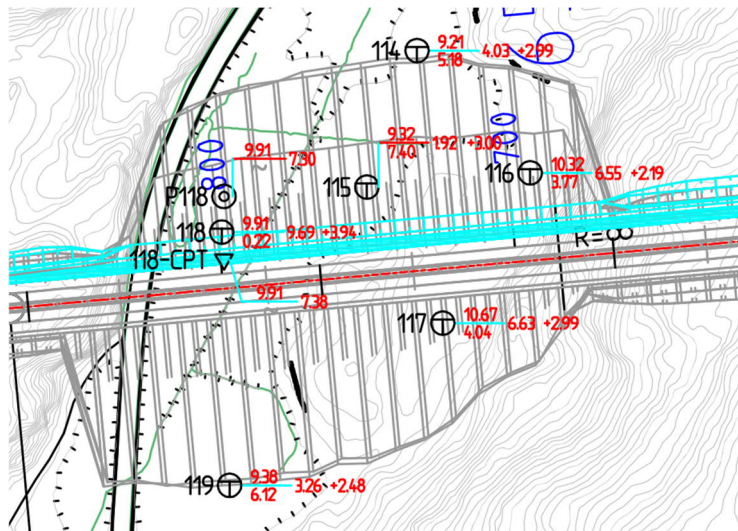 114 9.21 4.03 +2.99
5.18
9.32 1.92 +3.00
7.40
700
800
9.91 7.30
115
116 10.32 6.55 +2.19
3.77
P118
118 9.91 9.69 +3.94
0.22
R=∞
118-CPT
9.91 7.38
117 10.67 6.63 +2.99
4.04
119 9.38 3.26 +2.48
6.12